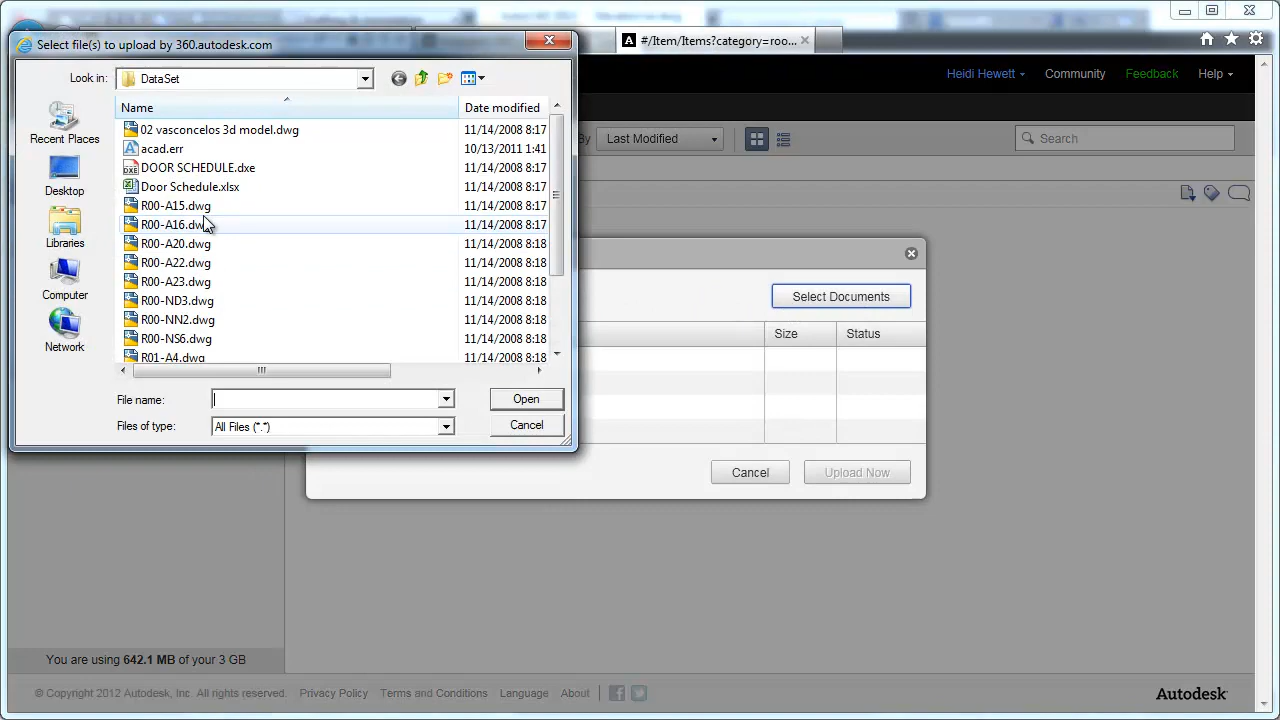 Select file(s) to upload by 360.autodesk.com
#/Item/Items?category=roo...
Heidi Hewett
Community
Feedback
Help
Look in:
DataSet
Last Modified
Search
Recent Places
Desktop
Libraries
Computer
Network
Name
Date modified
02 vasconcelos 3d model.dwg
11/14/2008 8:17
acad.err
10/13/2011 1:41
DOOR SCHEDULE.dxe
11/14/2008 8:17
Door Schedule.xlsx
11/14/2008 8:17
R00-A15.dwg
11/14/2008 8:17
R00-A16.dwg
11/14/2008 8:17
R00-A20.dwg
11/14/2008 8:18
R00-A22.dwg
11/14/2008 8:18
R00-A23.dwg
11/14/2008 8:18
R00-ND3.dwg
11/14/2008 8:18
R00-NN2.dwg
11/14/2008 8:18
R00-NS6.dwg
11/14/2008 8:18
R01-A4.dwg
11/14/2008 8:18
File name:
Open
Files of type:
All Files (*.*)
Cancel
Select Documents
Size
Status
Cancel
Upload Now
You are using 642.1 MB of your 3 GB
© Copyright 2012 Autodesk, Inc. All rights reserved.
Privacy Policy
Terms and Conditions
Language
About
Autodesk